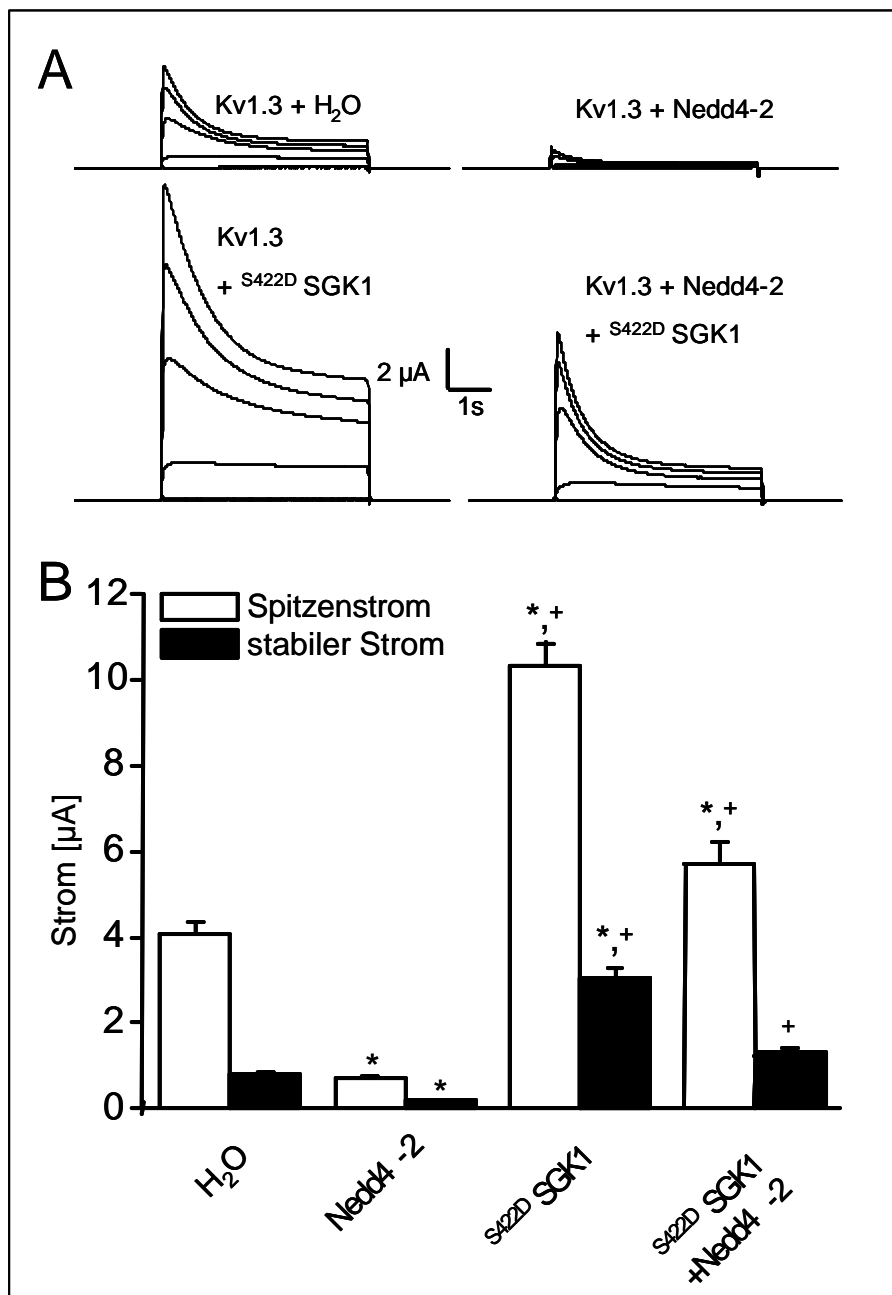 A
Kv1.3 + H₂O
Kv1.3 + Nedd4-2
Kv1.3
+ ^S422D SGK1
Kv1.3 + Nedd4-2
+ ^S422D SGK1
2 µA
1s
B
Spitzenstrom
stabiler Strom
Strom [µA]
12
10
8
6
4
2
0
*
*
*,+
*,+
*,+
+
H₂O
Nedd4 -2
^S422D SGK1
^S422D SGK1
+Nedd4 -2